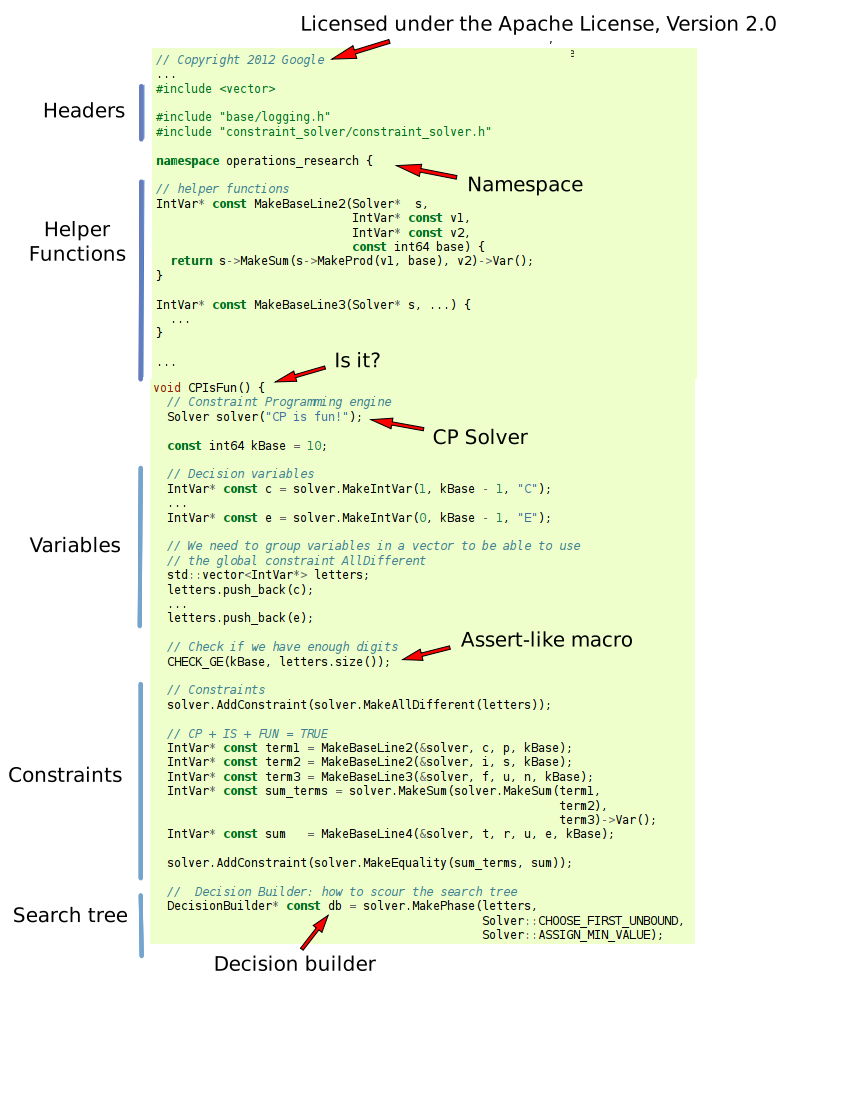 Licensed under the Apache License, Version 2.0
// Copyright 2012 Google
...
Headers
#include <vector>
#include "base/logging.h"
#include "constraint_solver/constraint_solver.h"
namespace operations_research {
Namespace
Helper
Functions
// helper functions
IntVar* const MakeBaseLine2(Solver*  s,
                            IntVar* const v1,
                            IntVar* const v2,
                            const int64 base) {
  return s->MakeSum(s->MakeProd(v1, base), v2)->Var();
}
IntVar* const MakeBaseLine3(Solver* s, ...) {
  ...
}
...
Is it?
void CPIsFun() {
  // Constraint Programming engine
  Solver solver("CP is fun!");
CP Solver
  const int64 kBase = 10;
Variables
  // Decision variables
  IntVar* const c = solver.MakeIntVar(1, kBase - 1, "C");
  ...
  IntVar* const e = solver.MakeIntVar(0, kBase - 1, "E");
  // We need to group variables in a vector to be able to use
  // the global constraint AllDifferent
  std::vector<IntVar*> letters;
  letters.push_back(c);
  ...
  letters.push_back(e);
  // Check if we have enough digits
  CHECK_GE(kBase, letters.size());
Assert-like macro
Constraints
  // Constraints
  solver.AddConstraint(solver.MakeAllDifferent(letters));
  // CP + IS + FUN = TRUE
  IntVar* const term1 = MakeBaseLine2(&solver, c, p, kBase);
  IntVar* const term2 = MakeBaseLine2(&solver, i, s, kBase);
  IntVar* const term3 = MakeBaseLine3(&solver, f, u, n, kBase);
  IntVar* const sum_terms = solver.MakeSum(solver.MakeSum(term1,
                                                          term2),
                                                          term3)->Var();
  IntVar* const sum   = MakeBaseLine4(&solver, t, r, u, e, kBase);
  solver.AddConstraint(solver.MakeEquality(sum_terms, sum));
Search tree
  //  Decision Builder: how to scour the search tree
  DecisionBuilder* const db = solver.MakePhase(letters,
                                               Solver::CHOOSE_FIRST_UNBOUND,
                                               Solver::ASSIGN_MIN_VALUE);
Decision builder